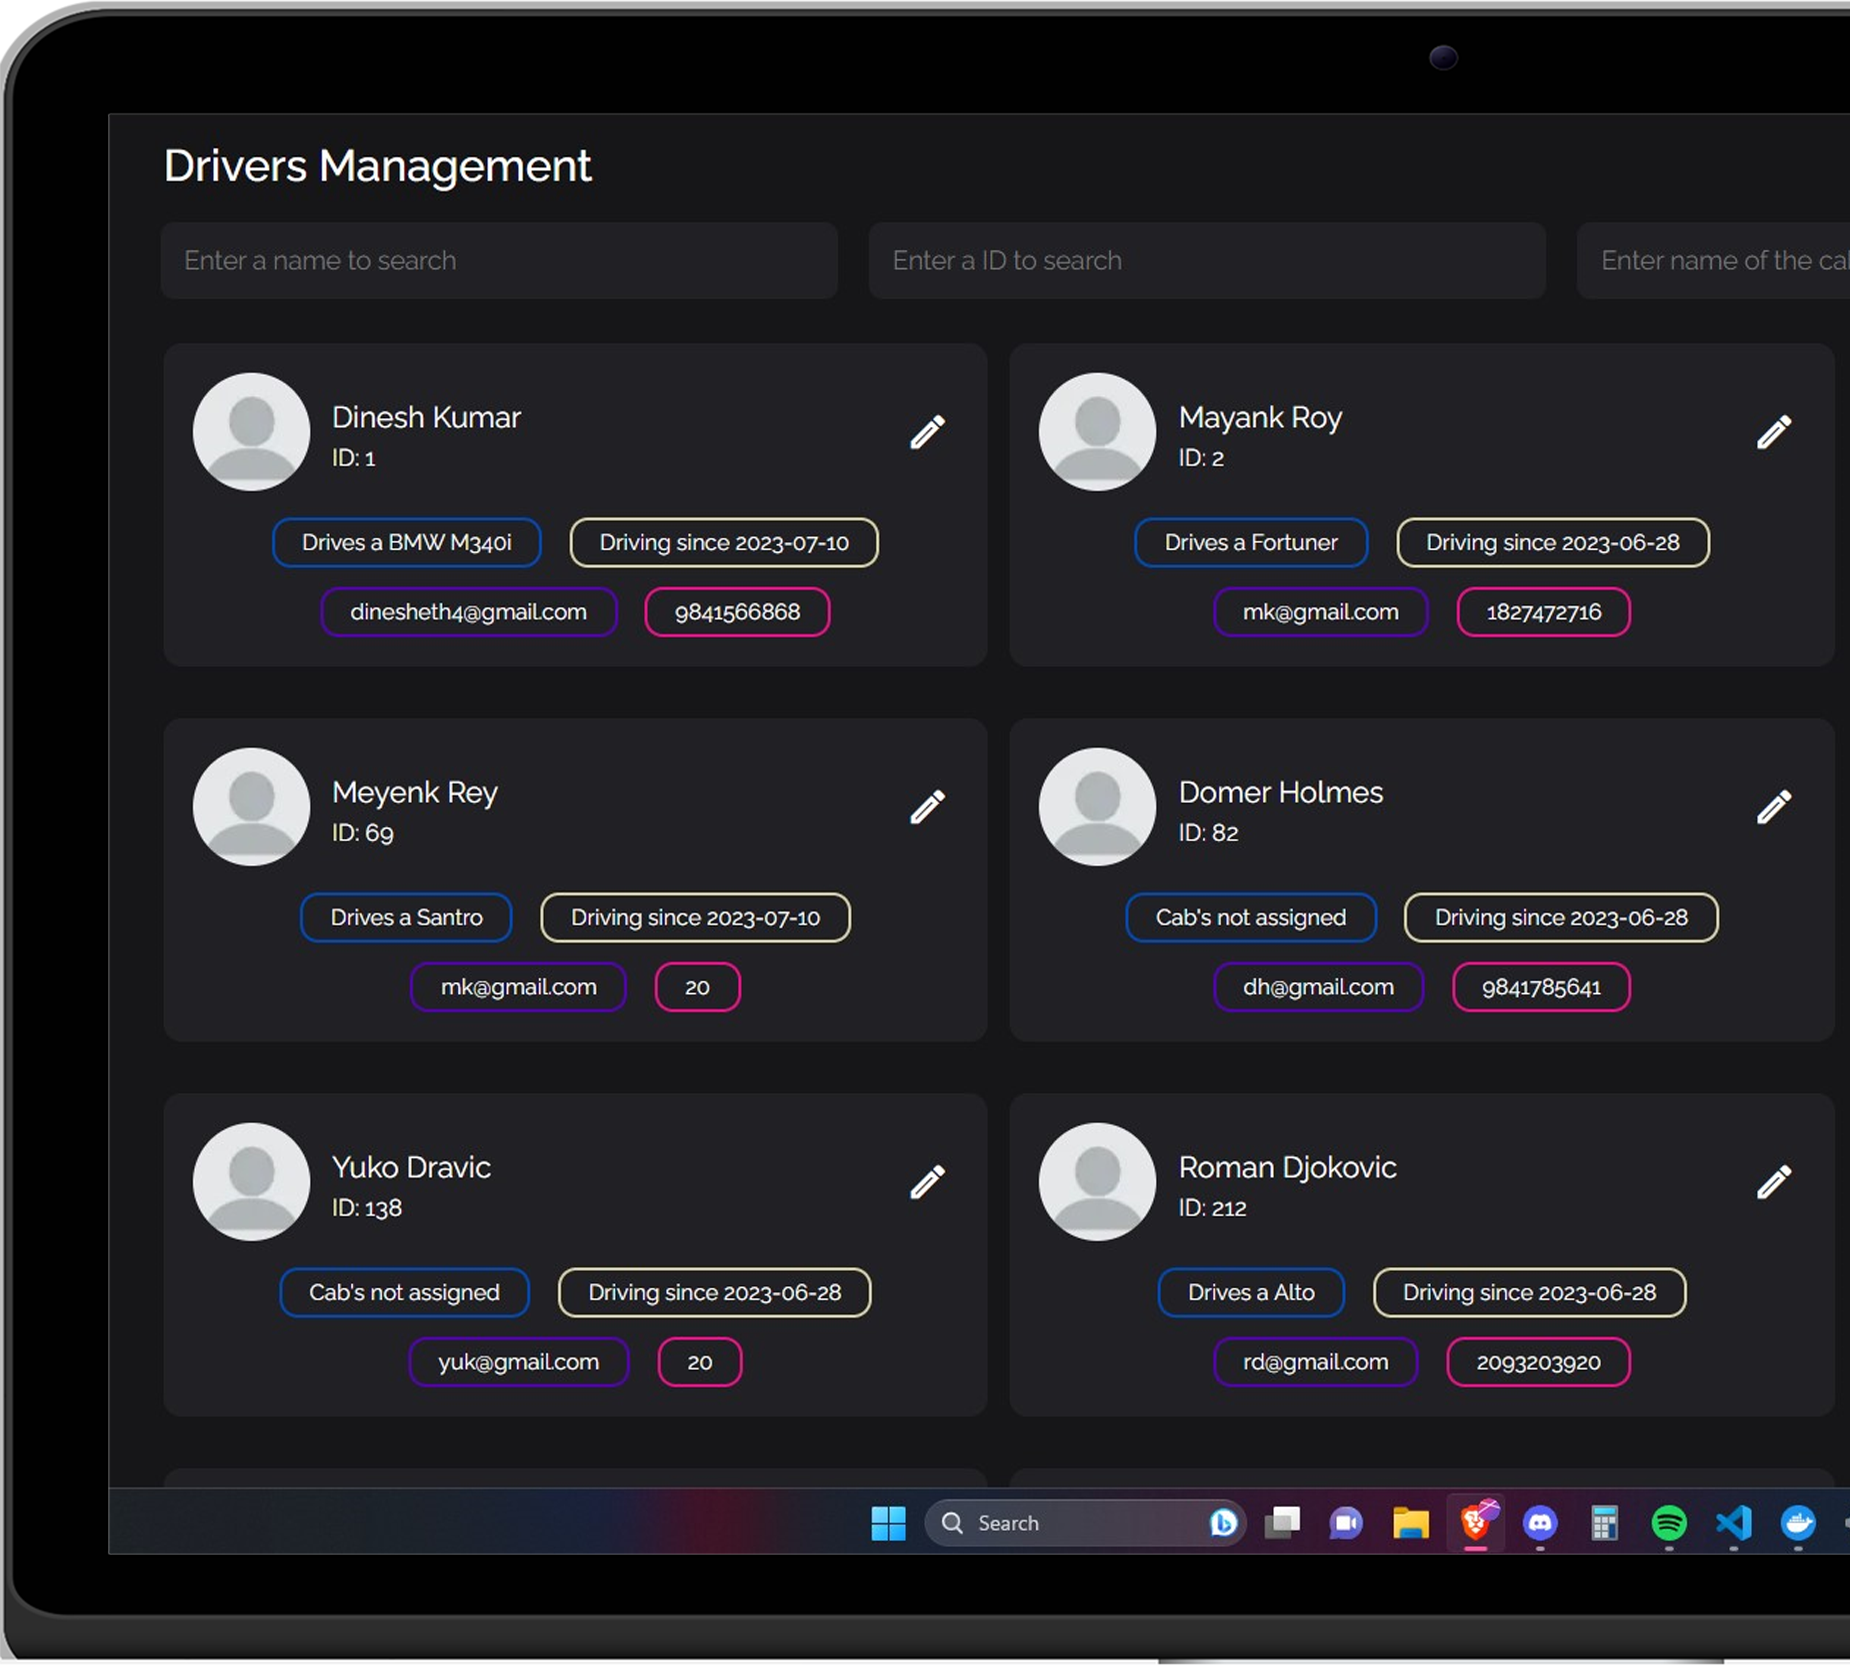 Drivers Management
Enter a name to search
Enter a ID to search
Enter name of the
Dinesh Kumar
ID: 1
Drives a BMW M340i
Driving since 2023-07-10
dinesheth4@gmail.com
9841566868
Mayank Roy
ID: 2
Drives a Fortuner
Driving since 2023-06-28
mk@gmail.com
1827472716
Meyenk Rey
ID: 69
Drives a Santro
Driving since 2023-07-10
mk@gmail.com
20
Domer Holmes
ID: 82
Cab's not assigned
Driving since 2023-06-28
dh@gmail.com
9841785641
Yuko Dravic
ID: 138
Cab's not assigned
Driving since 2023-06-28
yuk@gmail.com
20
Roman Djokovic
ID: 212
Drives a Alto
Driving since 2023-06-28
rd@gmail.com
2093203920
Search